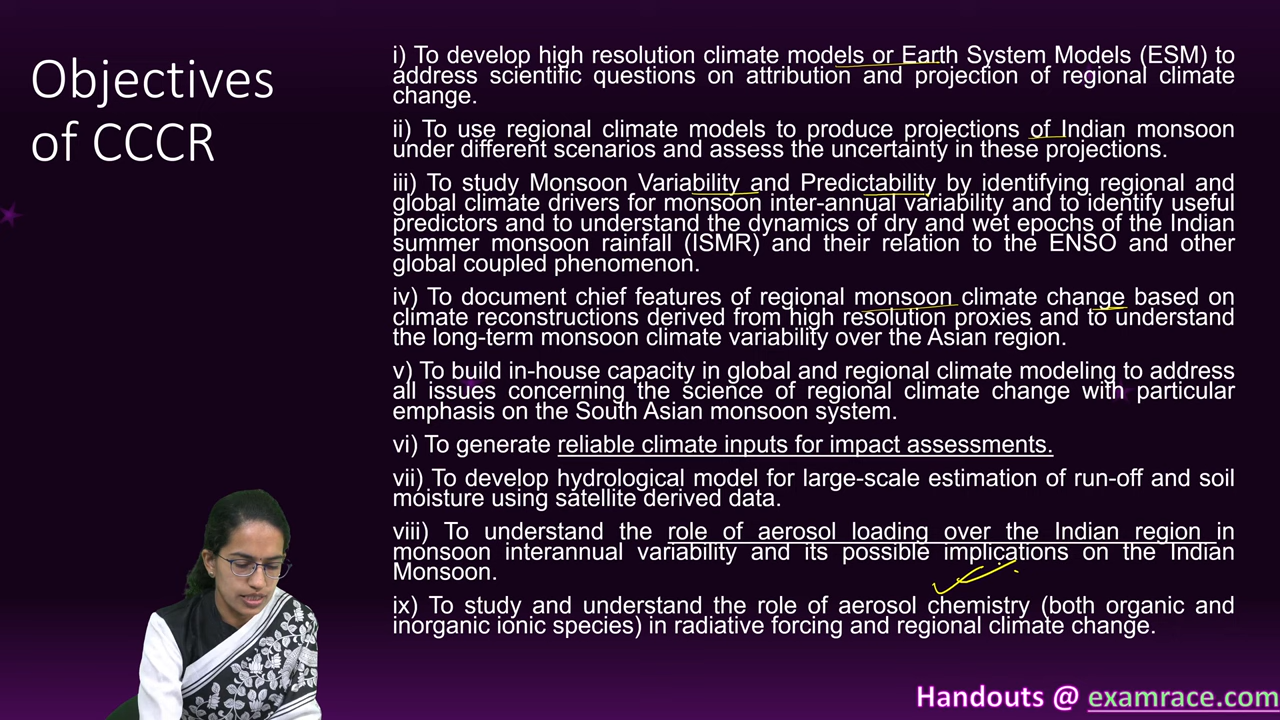 Objectives
of CCCR
i) To develop high resolution climate models or Earth System Models (ESM) to
address scientific questions on attribution and projection of regional climate
change.
ii) To use regional climate models to produce projections of Indian monsoon
under different scenarios and assess the uncertainty in these projections.
iii) To study Monsoon Variability and Predictability by identifying regional and
global climate drivers for monsoon inter-annual variability and to identify useful
predictors and to understand the dynamics of dry and wet epochs of the Indian
summer monsoon rainfall (ISMR) and their relation to the ENSO and other
global coupled phenomenon.
iv) To document chief features of regional monsoon climate change based on
climate reconstructions derived from high resolution proxies and to understand
the long-term monsoon climate variability over the Asian region.
v) To build in-house capacity in global and regional climate modeling to address
all issues concerning the science of regional climate change with particular
emphasis on the South Asian monsoon system.
vi) To generate reliable climate inputs for impact assessments.
vii) To develop hydrological model for large-scale estimation of run-off and soil
moisture using satellite derived data.
viii) To understand the role of aerosol loading over the Indian region in
monsoon interannual variability and its possible implications on the Indian
Monsoon.
ix) To study and understand the role of aerosol chemistry (both organic and
inorganic ionic species) in radiative forcing and regional climate change.
Handouts @ examrace.com